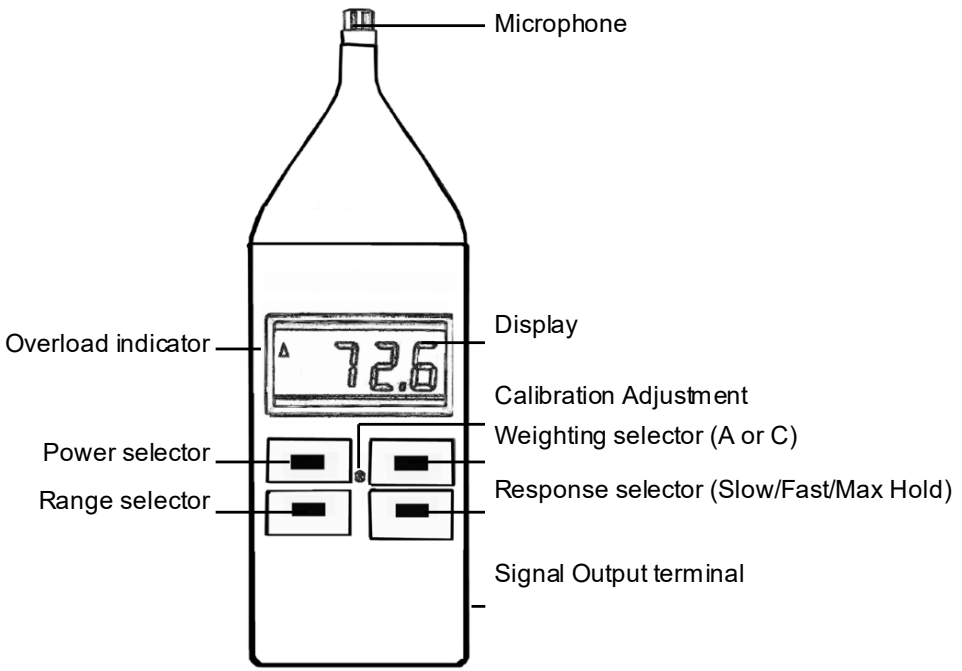 Microphone
Overload indicator
Display
72.6
Calibration Adjustment
Weighting selector (A or C)
Power selector
Response selector (Slow/Fast/Max Hold)
Range selector
Signal Output terminal